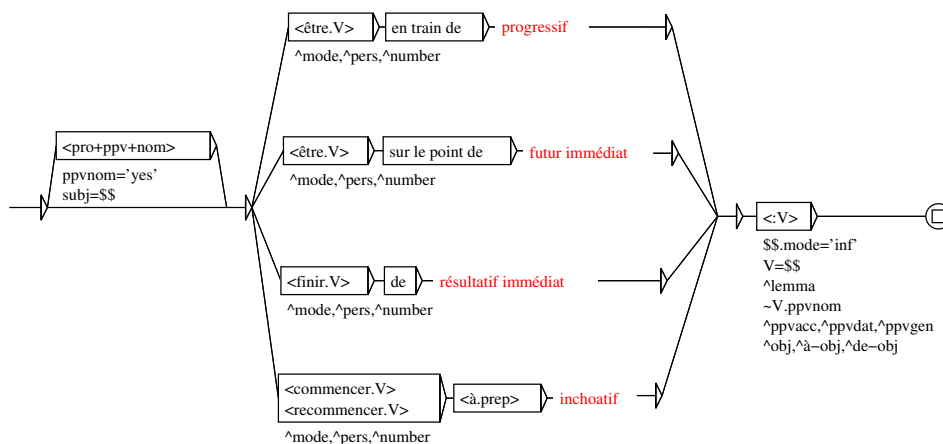 <être.V> en train de progressif
^mode,^pers,^number
<pro+ppv+nom>
ppvnom='yes'
subj=$$
<être.V> sur le point de futur immédiat
^mode,^pers,^number
<:V>
$$.mode='inf'
V=$$
^lemma
~V.ppvnom
^ppvacc,^ppvdat,^ppvgen
^obj,^à−obj,^de−obj
<finir.V> de résultatif immédiat
^mode,^pers,^number
<commencer.V>
<recommencer.V>
<à.prep> inchoatif
^mode,^pers,^number